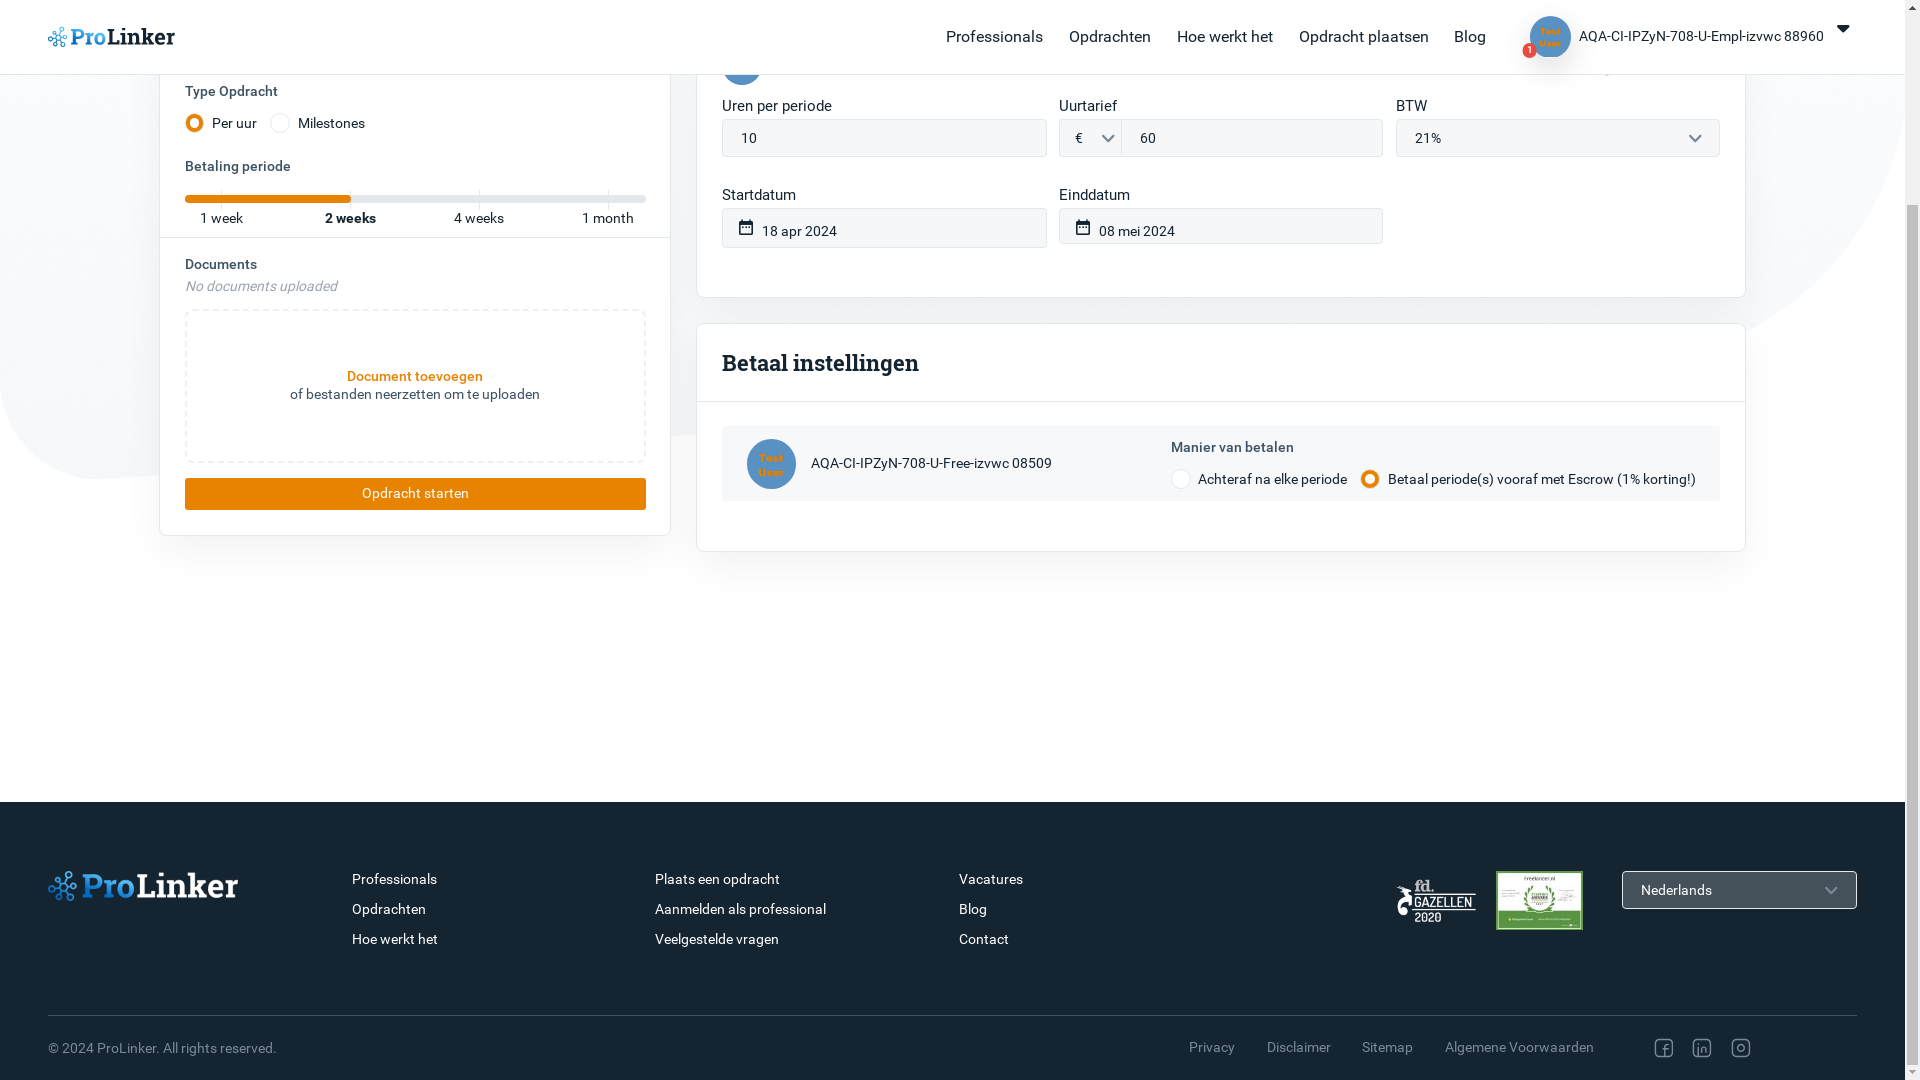 ProLinker
Professionals
Opdrachten
Hoe werkt het
Opdracht plaatsen
Blog
Test
User
1
AQA-CI-IPZyN-708-U-Empl-izvwc 88960
Type Opdracht
Per uur
Milestones
Betaling periode
1 week
2 weeks
4 weeks
1 month
Documents
No documents uploaded
Document toevoegen
of bestanden neerzetten om te uploaden
Opdracht starten
Uren per periode
Uurtarief
BTW
10
€
60
21%
Startdatum
Einddatum
18 apr 2024
08 mei 2024
Betaal instellingen
Test
User
AQA-CI-IPZyN-708-U-Free-izvwc 08509
Manier van betalen
Achteraf na elke periode
Betaal periode(s) vooraf met Escrow (1% korting!)
ProLinker
Professionals
Opdrachten
Hoe werkt het
Plaats een opdracht
Aanmelden als professional
Veelgestelde vragen
Vacatures
Blog
Contact
fd.
GAZELLEN
2020
Freelancer.nl
Nederlands
© 2024 ProLinker. All rights reserved.
Privacy
Disclaimer
Sitemap
Algemene Voorwaarden